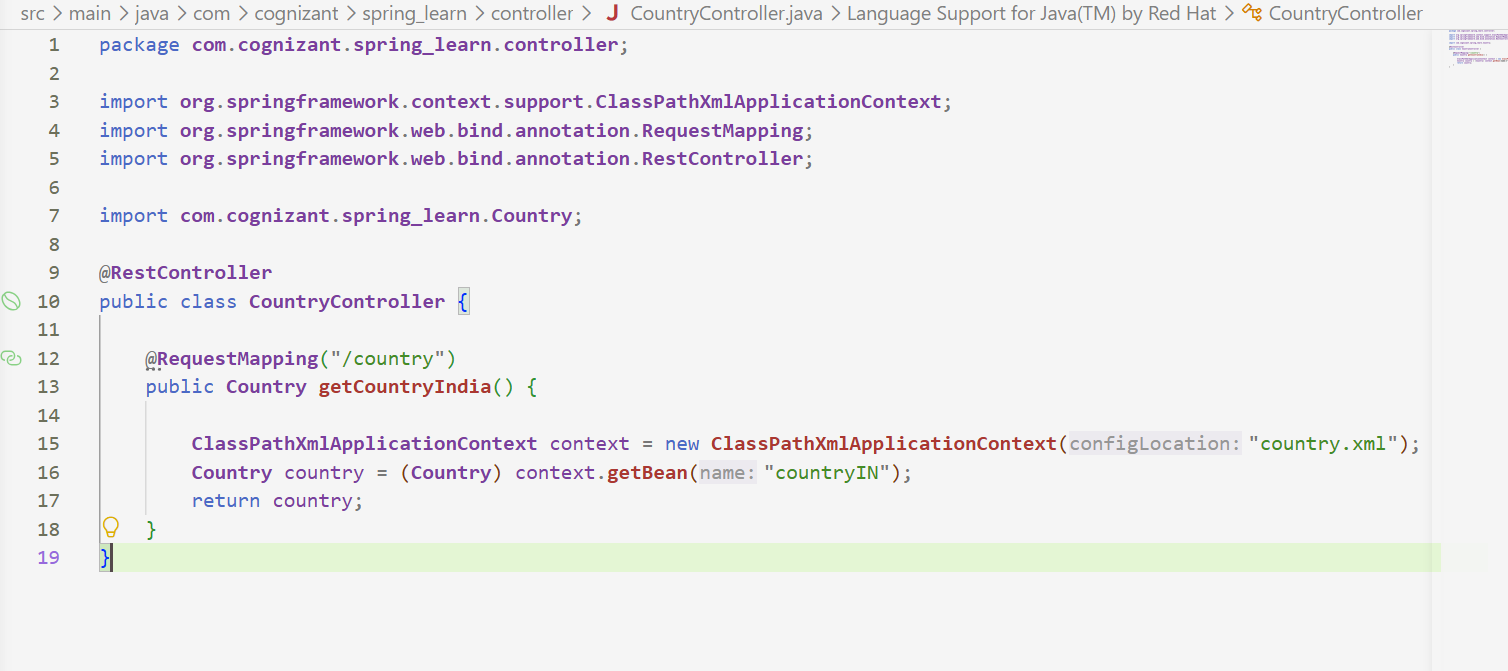 src > main > java > com > cognizant > spring_learn > controller > J CountryController.java > Language Support for Java(TM) by Red Hat > CountryController
1 package com.cognizant.spring_learn.controller;
2
3 import org.springframework.context.support.ClassPathXmlApplicationContext;
4 import org.springframework.web.bind.annotation.RequestMapping;
5 import org.springframework.web.bind.annotation.RestController;
6
7 import com.cognizant.spring_learn.Country;
8
9 @RestController
10 public class CountryController {
11
12 @RequestMapping("/country")
13 public Country getCountryIndia() {
14
15 ClassPathXmlApplicationContext context = new ClassPathXmlApplicationContext(configLocation: "country.xml");
16 Country country = (Country) context.getBean(name: "countryIN");
17 return country;
18 }
19 }